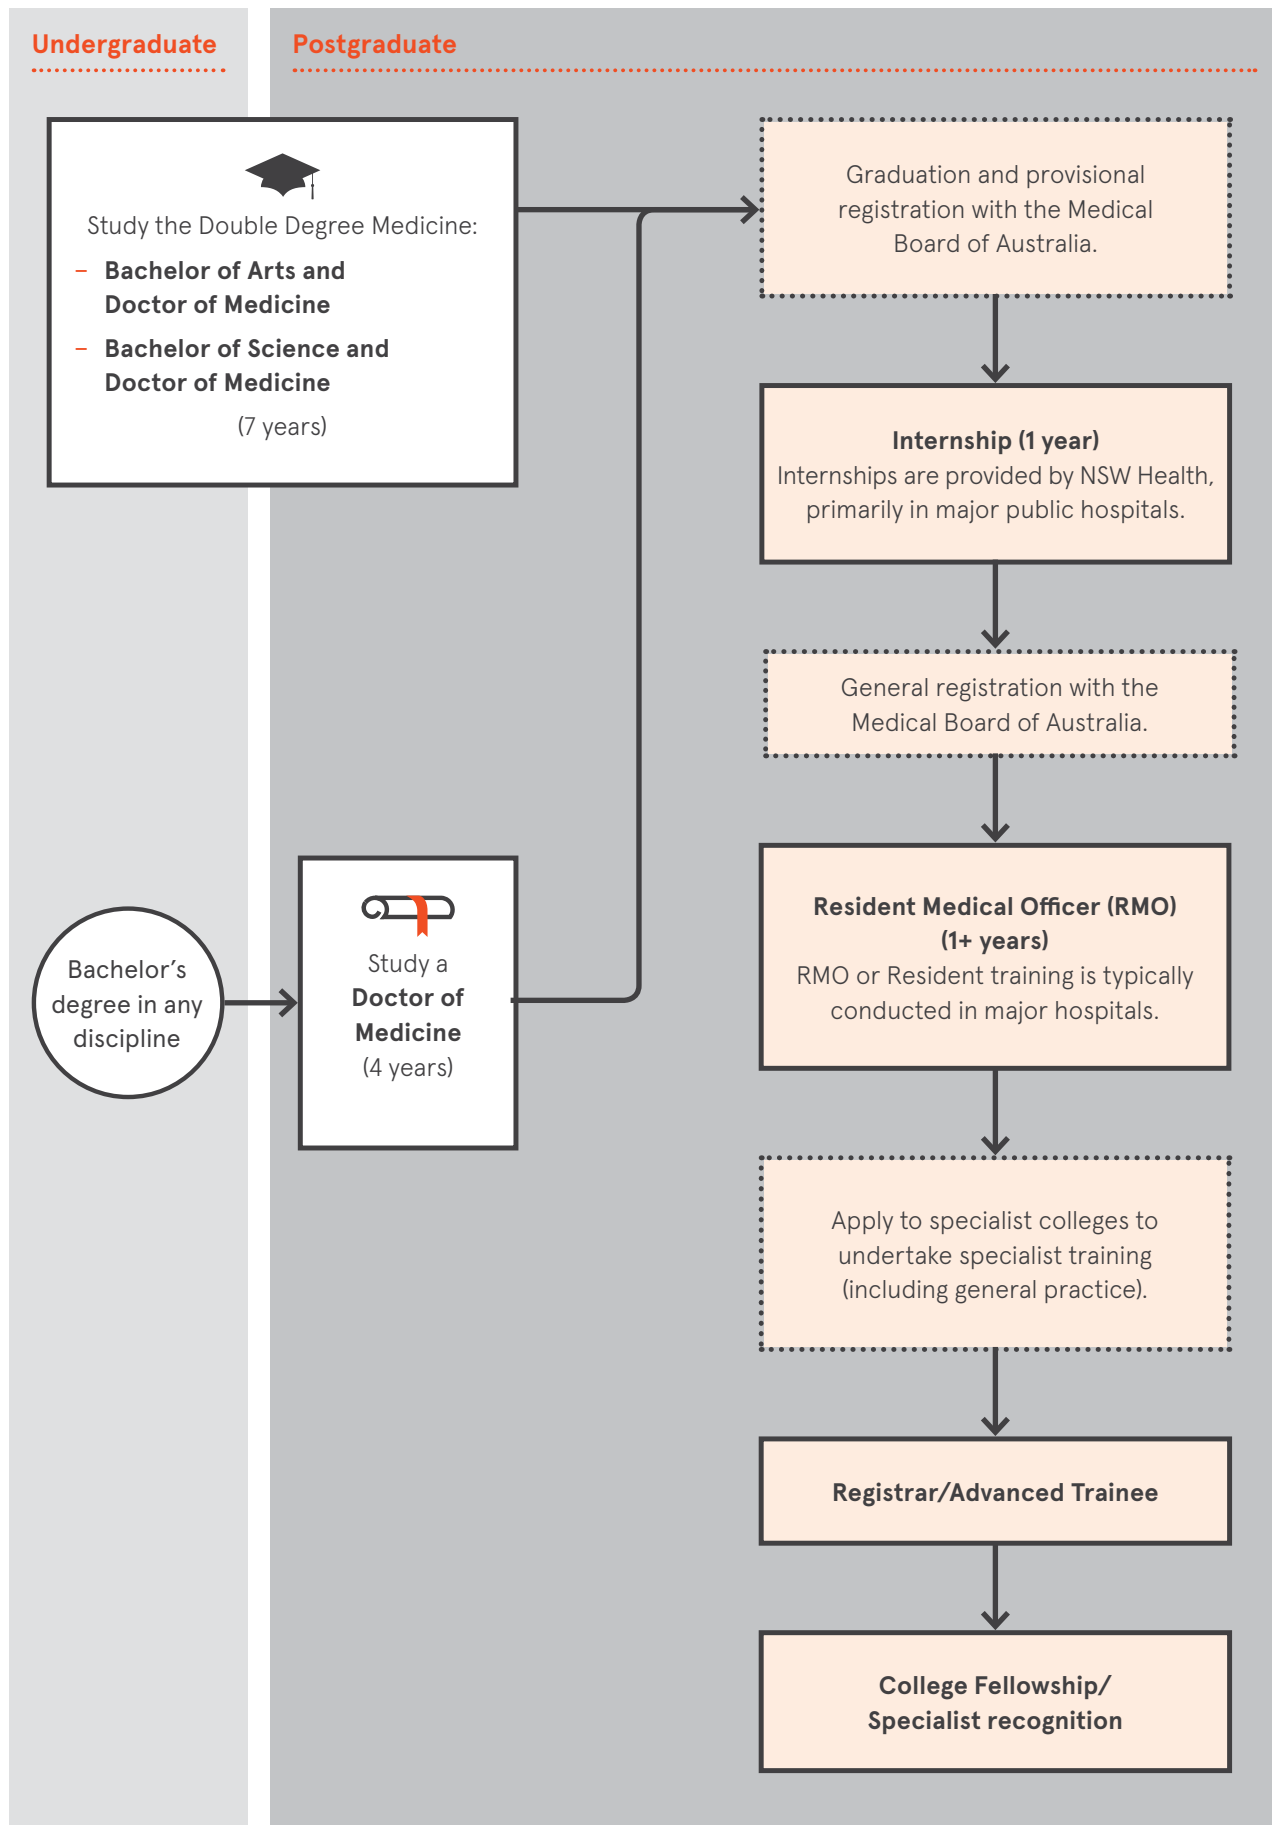 Undergraduate
Postgraduate
Study the Double Degree Medicine:
– Bachelor of Arts and
Doctor of Medicine
– Bachelor of Science and
Doctor of Medicine
(7 years)
Bachelor’s
degree in any
discipline
Study a
Doctor of
Medicine
(4 years)
Graduation and provisional
registration with the Medical
Board of Australia.
Internship (1 year)
Internships are provided by NSW Health,
primarily in major public hospitals.
General registration with the
Medical Board of Australia.
Resident Medical Officer (RMO)
(1+ years)
RMO or Resident training is typically
conducted in major hospitals.
Apply to specialist colleges to
undertake specialist training
(including general practice).
Registrar/Advanced Trainee
College Fellowship/
Specialist recognition